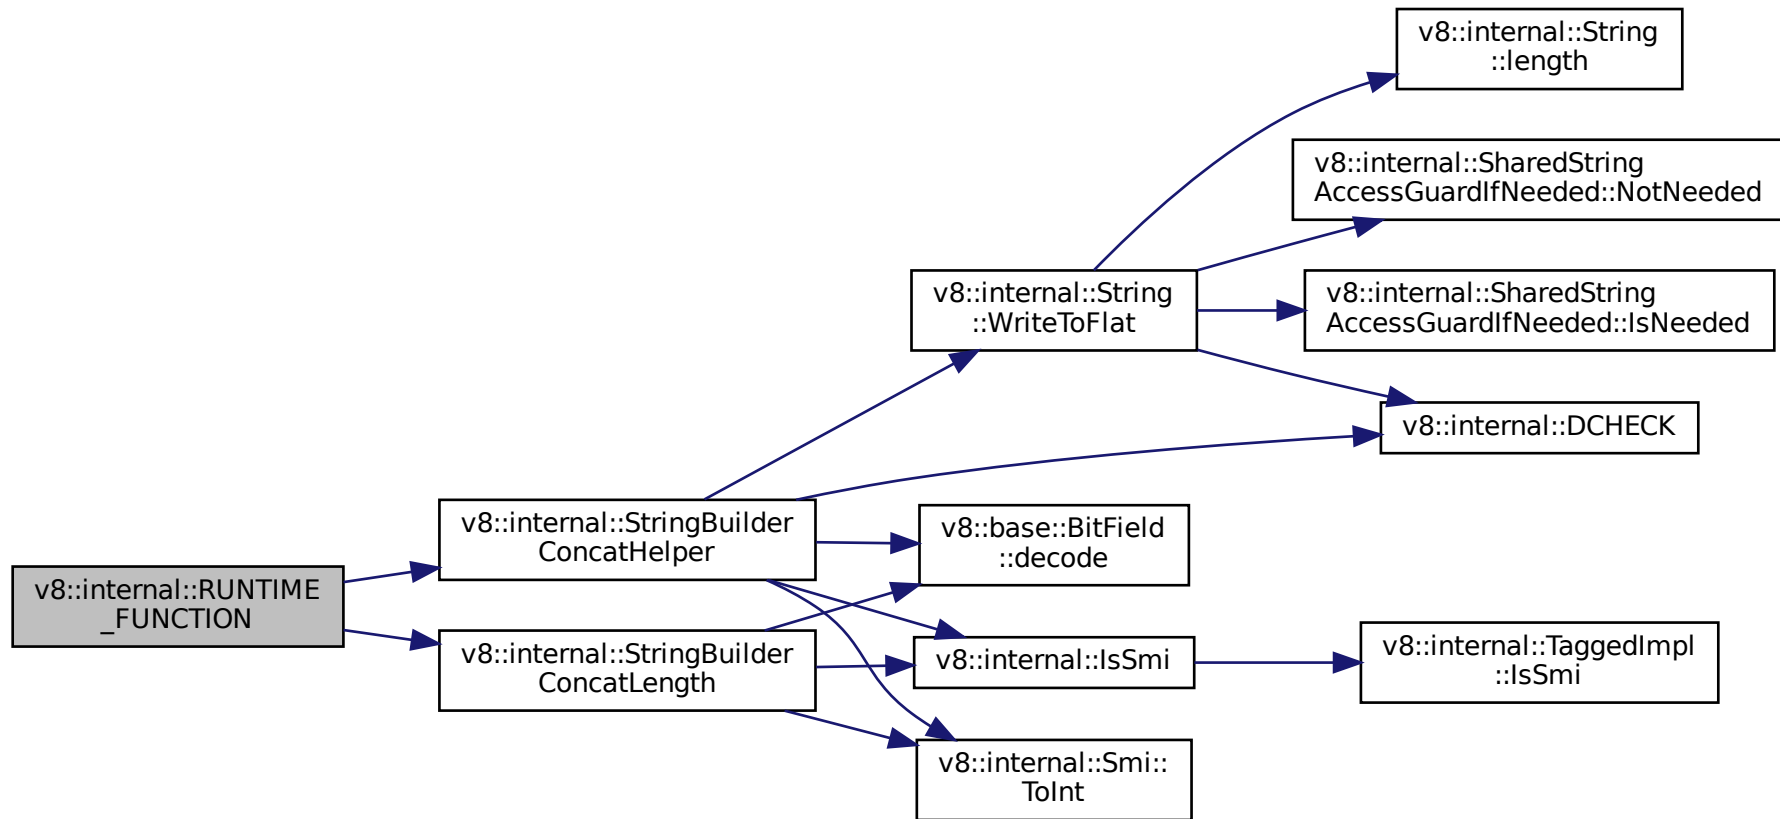 v8::internal::String
::length
v8::internal::SharedString
AccessGuardIfNeeded::NotNeeded
v8::internal::String
::WriteToFlat
v8::internal::SharedString
AccessGuardIfNeeded::IsNeeded
v8::internal::DCHECK
v8::internal::StringBuilder
ConcatHelper
v8::base::BitField
::decode
v8::internal::RUNTIME
_FUNCTION
v8::internal::StringBuilder
ConcatLength
v8::internal::IsSmi
v8::internal::TaggedImpl
::IsSmi
v8::internal::Smi::
ToInt